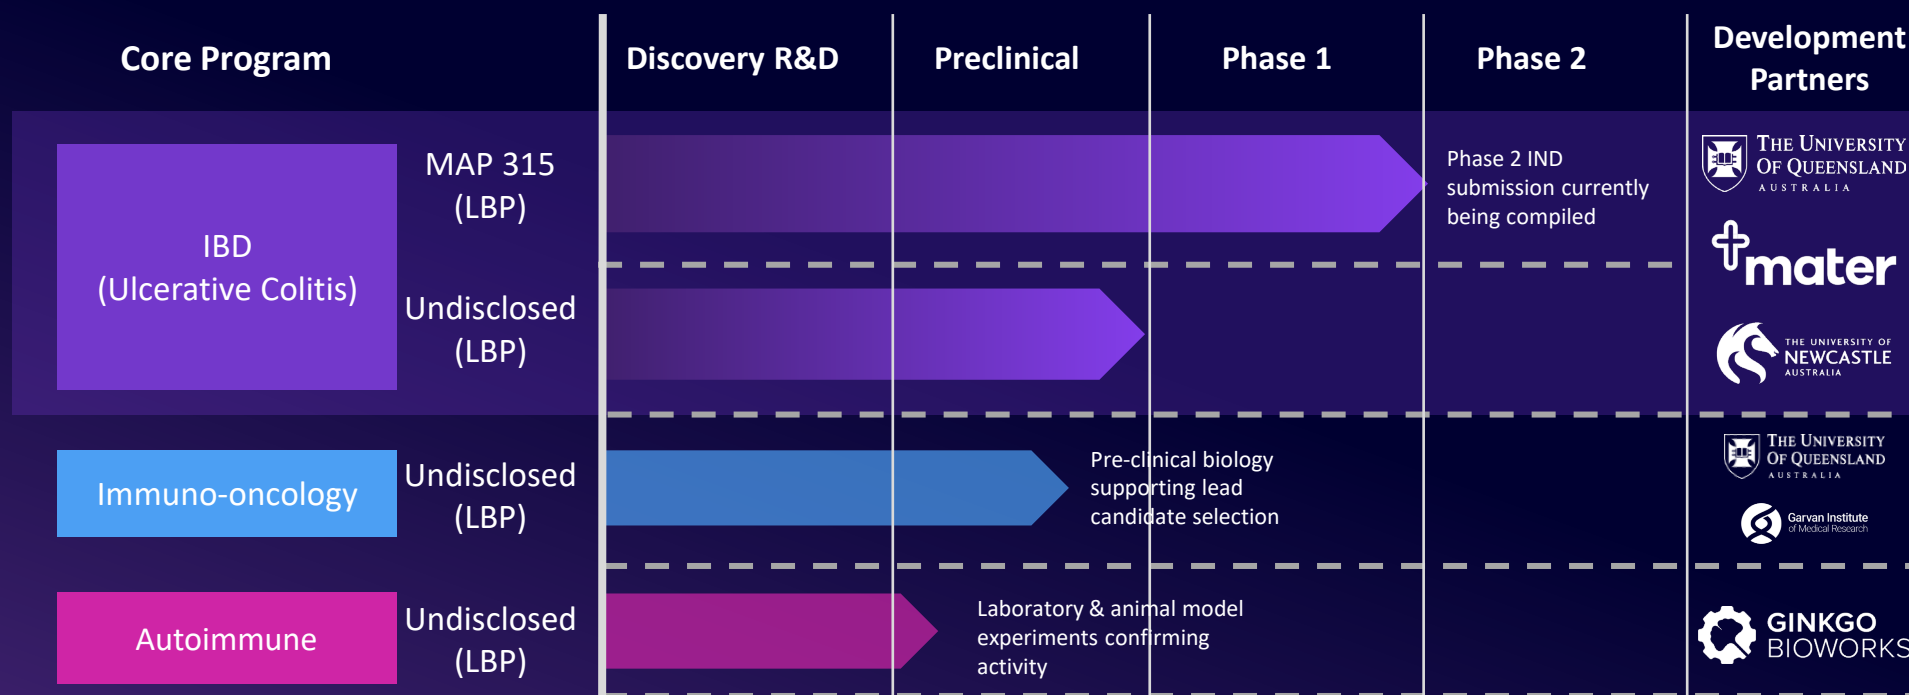 Core Program
Discovery R&D
Preclinical
Phase 1
Phase 2
Development
Partners
IBD
(Ulcerative Colitis)
MAP 315
(LBP)
Phase 2 IND
submission currently
being compiled
THE UNIVERSITY
OF QUEENSLAND
AUSTRALIA
mater
Undisclosed
(LBP)
THE UNIVERSITY OF
NEWCASTLE
AUSTRALIA
Immuno-oncology
Undisclosed
(LBP)
Pre-clinical biology
supporting lead
candidate selection
THE UNIVERSITY
OF QUEENSLAND
AUSTRALIA
Garvan Institute
of Medical Research
Autoimmune
Undisclosed
(LBP)
Laboratory & animal model
experiments confirming
activity
GINKGO
BIOWORKS